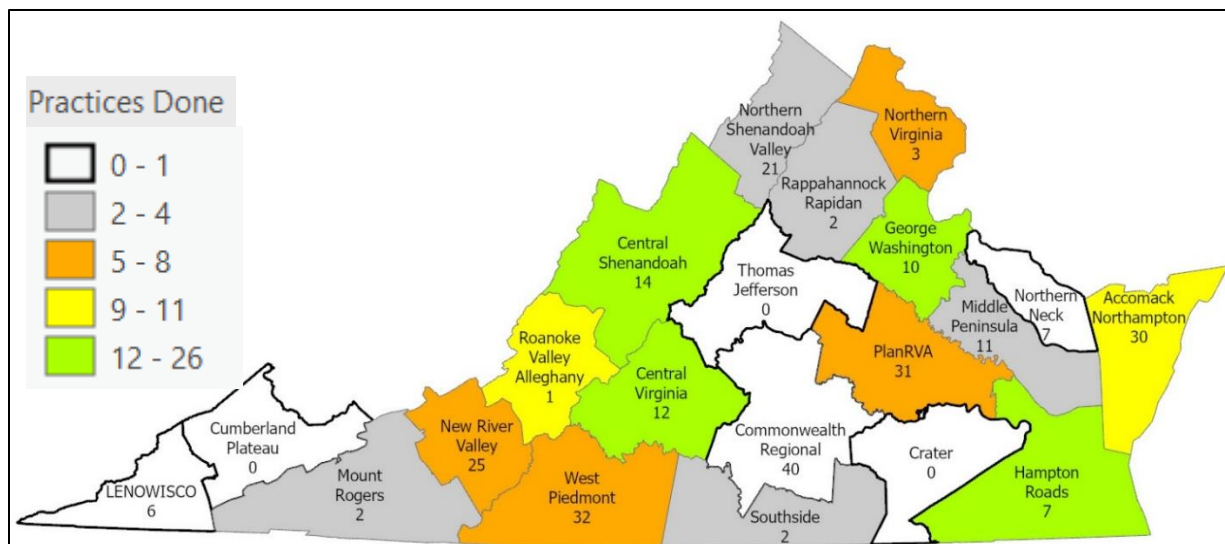 Practices Done
0 - 1
2 - 4
5 - 8
9 - 11
12 - 26
Northern
Shenandoah
Valley
21
Northern
Virginia
3
Rappahannock
Rapidan
2
George
Washington
10
Central
Shenandoah
14
Thomas
Jefferson
0
Northern
Neck
7
Middle
Peninsula
11
Accomack
Northampton
30
Roanoke
Valley
Alleghany
1
Central
Virginia
12
PlanRVA
31
Cumberland
Plateau
0
New River
Valley
25
Commonwealth
Regional
40
Crater
0
Hampton
Roads
7
LENOWISCO
6
Mount
Rogers
2
West
Piedmont
32
Southside
2